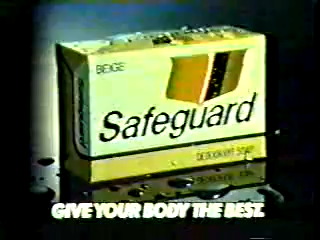 BEIGE
Safeguard
DEODORANT SOAP
GIVE YOUR BODY THE BEST.